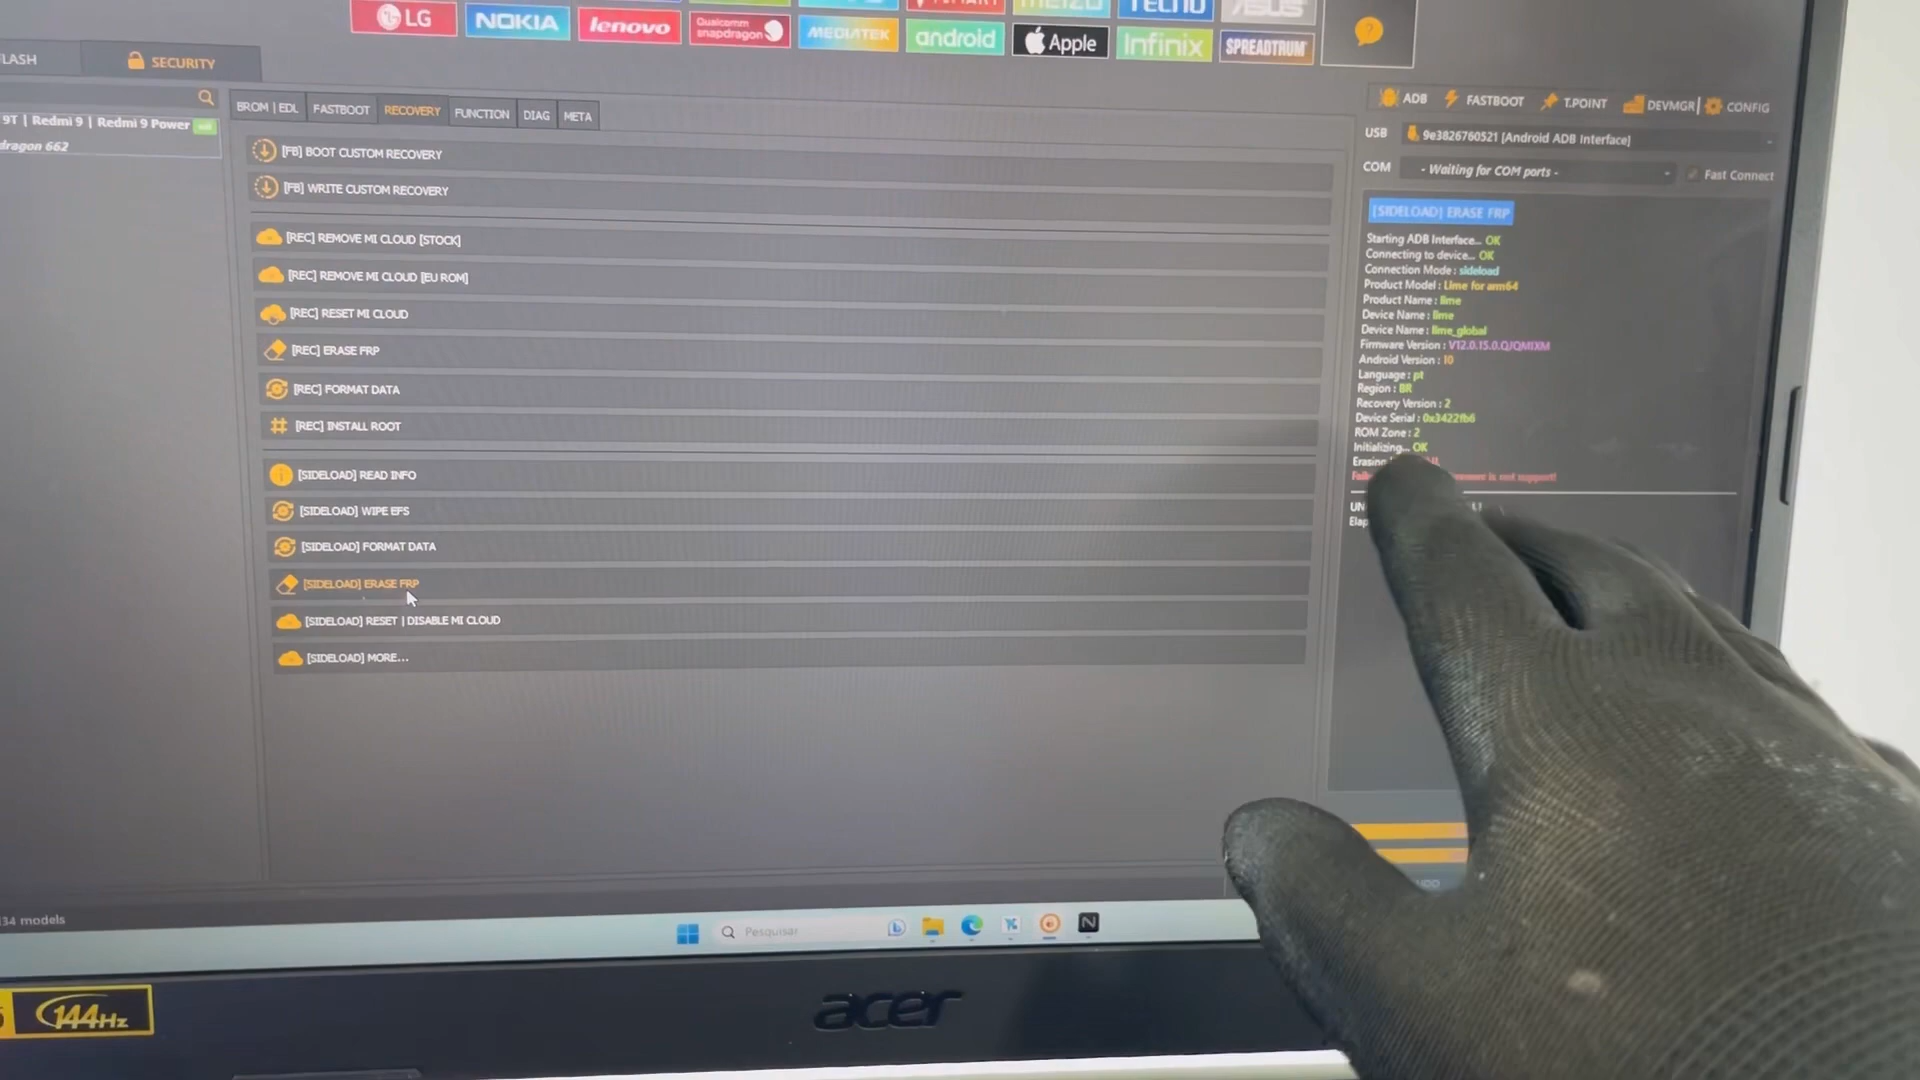 LG
NOKIA
lenovo
Qualcomm
snapdragon
MEDIATEK
android
Apple
Infinix
TECNO
ASUS
SPREADTRUM
LASH
SECURITY
BROM | EDL
FASTBOOT
RECOVERY
FUNCTION
DIAG
META
9T | Redmi 9 | Redmi 9 Power
dragon 662
[FB] BOOT CUSTOM RECOVERY
[FB] WRITE CUSTOM RECOVERY
[REC] REMOVE MI CLOUD [STOCK]
[REC] REMOVE MI CLOUD [EU ROM]
[REC] RESET MI CLOUD
[REC] ERASE FRP
[REC] FORMAT DATA
[REC] INSTALL ROOT
[SIDELOAD] READ INFO
[SIDELOAD] WIPE EFS
[SIDELOAD] FORMAT DATA
[SIDELOAD] ERASE FRP
[SIDELOAD] RESET | DISABLE MI CLOUD
[SIDELOAD] MORE...
ADB
FASTBOOT
T.POINT
DEVMGR
CONFIG
USB
9e3826760521 [Android ADB Interface]
COM
- Waiting for COM ports -
Fast Connect
[SIDELOAD] ERASE FRP
Starting ADB Interface... OK
Connecting to device... OK
Connection Mode : sideload
Product Model : Lime for arm64
Product Name : lime
Device Name : lime
Device Name : lime_global
Firmware Version : V12.0.15.0.QJQMIXM
Android Version : 10
Language : pt
Region : BR
Recovery Version : 2
Device Serial : 0x3422fb6
ROM Zone : 2
Initializing... OK
Erasing
is not support!
UN
Elap
34 models
Pesquisar
144Hz
acer